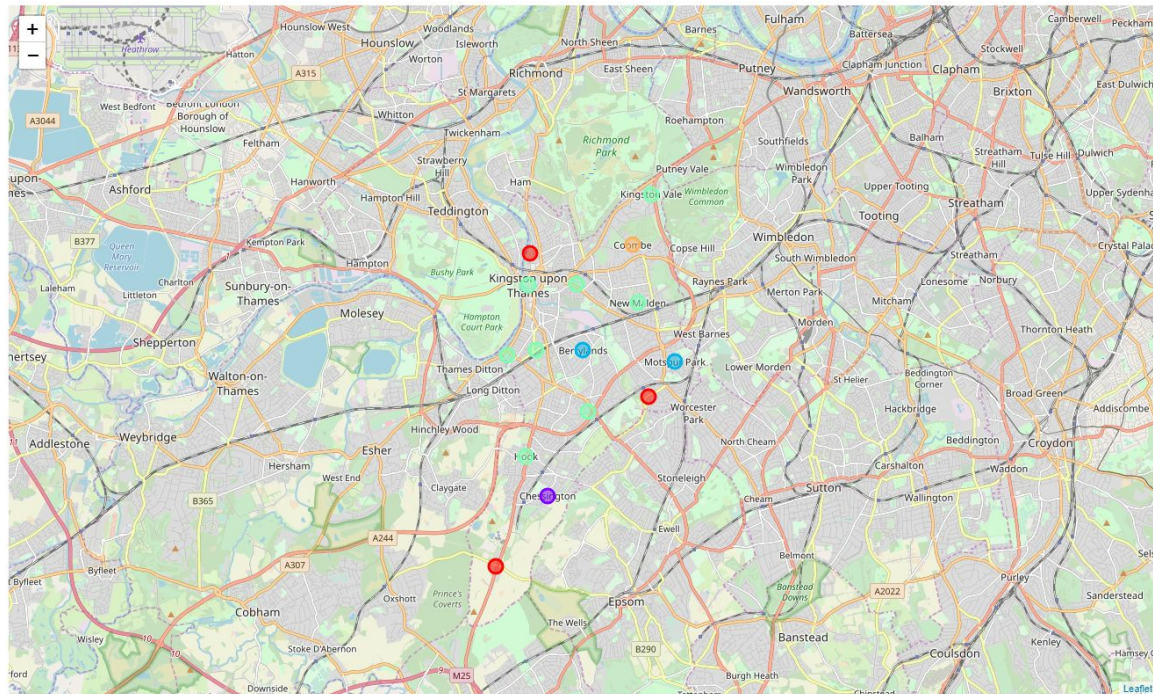 +
−
Heathrow
Hounslow West
Woodlands
Isleworth
Hounslow
Hatton
Worton
A315
North Sheen
Barnes
Fulham
Battersea
Camberwell
Peckham
Stockwell
East Sheen
Richmond
Putney
Clapham Junction
Clapham
Wandsworth
Brixton
East Dulwich
St Margarets
West Bedfont
Bedfont London
Borough of
Hounslow
A3044
Whitton
Twickenham
Roehampton
Richmond
Park
Southfields
Balham
Streatham
Hill
Tulse Hill
Dulwich
Feltham
Strawberry
Hill
Ham
Putney Vale
Wimbledon
Park
Upper Tooting
Upper Sydenham
Ashford
Hanworth
Hampton Hill
Kingston Vale
Wimbledon
Common
Streatham
Teddington
Tooting
B377
Queen
Mary
Reservoir
Kempton Park
Hampton
Bushy Park
Coombe
Copse Hill
Wimbledon
South Wimbledon
Crystal Palace
Laleham
Littleton
Charlton
Sunbury-on-
Thames
Kingston upon
Thames
Raynes Park
Lonesome
Norbury
Merton Park
Mitcham
New Malden
Molesey
Hampton
Court Park
Morden
Thornton Heath
Shepperton
West Barnes
Berrylands
Motspur Park
Thames Ditton
Lower Morden
St Helier
Beddington
Corner
Walton-on-
Thames
Long Ditton
Broad Green
Addiscombe
Worcester
Park
Hackbridge
Hinchley Wood
Addlestone
Weybridge
North Cheam
Beddington
Croydon
Esher
Hook
Carshalton
Waddon
Hersham
West End
Claygate
Stoneleigh
Sutton
B365
Chessington
Cheam
Wallington
Ewell
A244
Belmont
Byfleet
A307
Purley
Prince's
Coverts
Banstead
Downs
A2022
Sanderstead
Oxshott
Epsom
Cobham
The Wells
Banstead
Wisley
10
10
Stoke D'Abernon
B290
Kenley
Coulsdon
M25
9
Downside
Burgh Heath
Leaflet